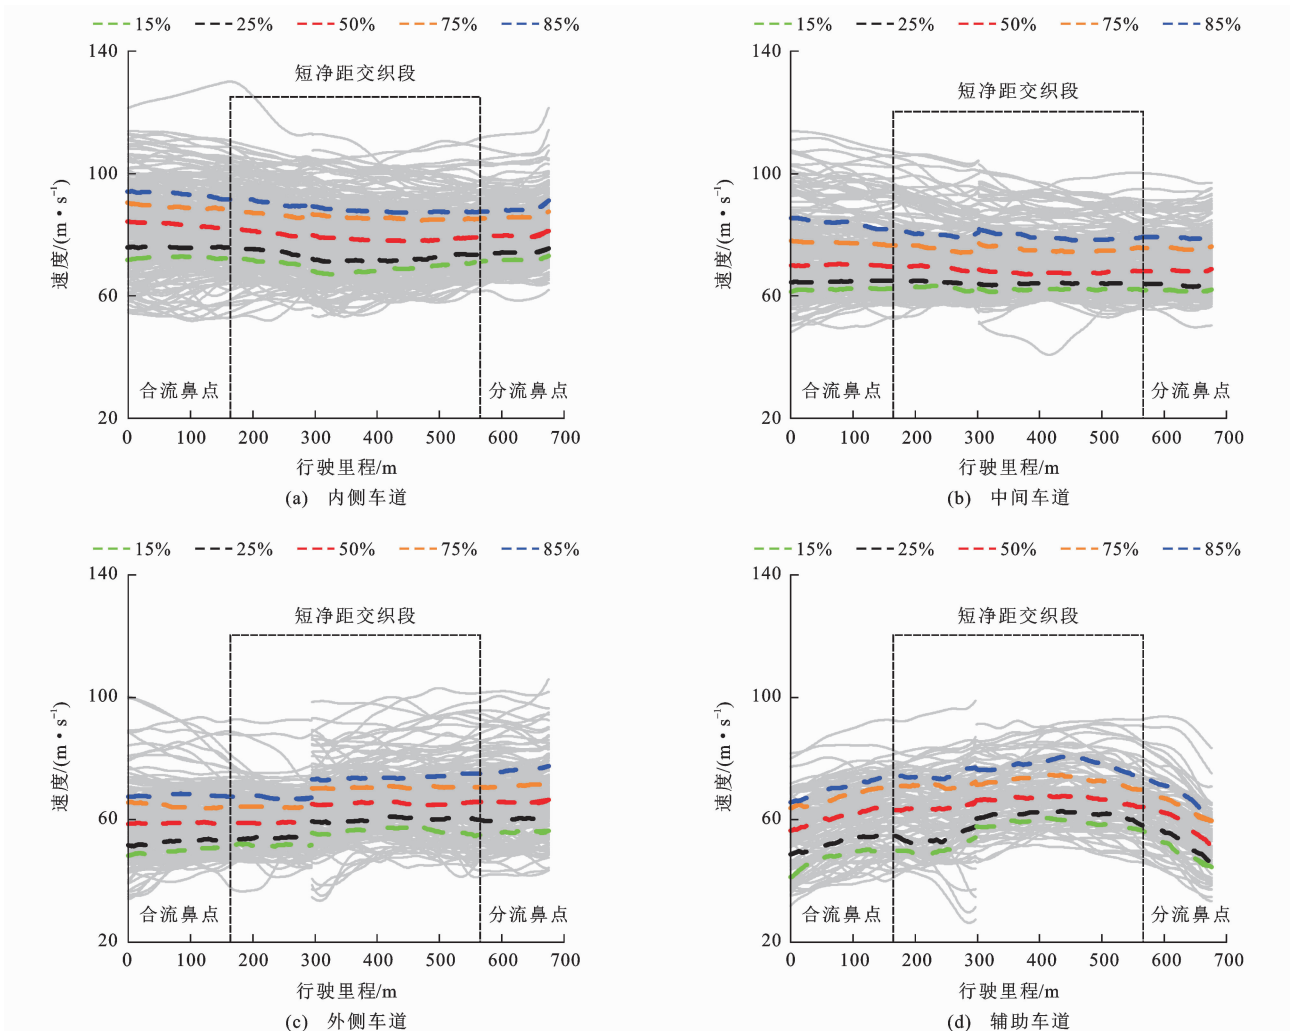 15% 25% 50% 75% 85%
140
短净距交织段
100
速度/(m·s⁻¹)
60
合流鼻点 分流鼻点
20
0 100 200 300 400 500 600 700
行驶里程/m
(a) 内侧车道
15% 25% 50% 75% 85%
140
短净距交织段
100
速度/(m·s⁻¹)
60
合流鼻点 分流鼻点
20
0 100 200 300 400 500 600 700
行驶里程/m
(b) 中间车道
15% 25% 50% 75% 85%
140
短净距交织段
100
速度/(m·s⁻¹)
60
合流鼻点 分流鼻点
20
0 100 200 300 400 500 600 700
行驶里程/m
(c) 外侧车道
15% 25% 50% 75% 85%
140
短净距交织段
100
速度/(m·s⁻¹)
60
合流鼻点 分流鼻点
20
0 100 200 300 400 500 600 700
行驶里程/m
(d) 辅助车道